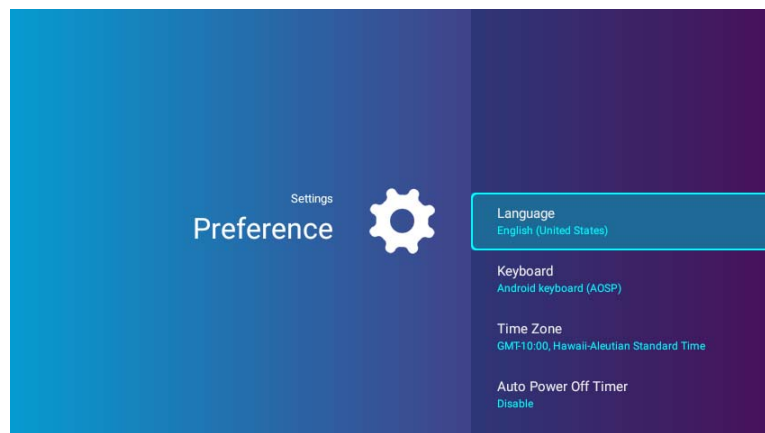 Settings
Preference
Language
English (United States)
Keyboard
Android keyboard (AOSP)
Time Zone
GMT-10:00, Hawaii-Aleutian Standard Time
Auto Power Off Timer
Disable